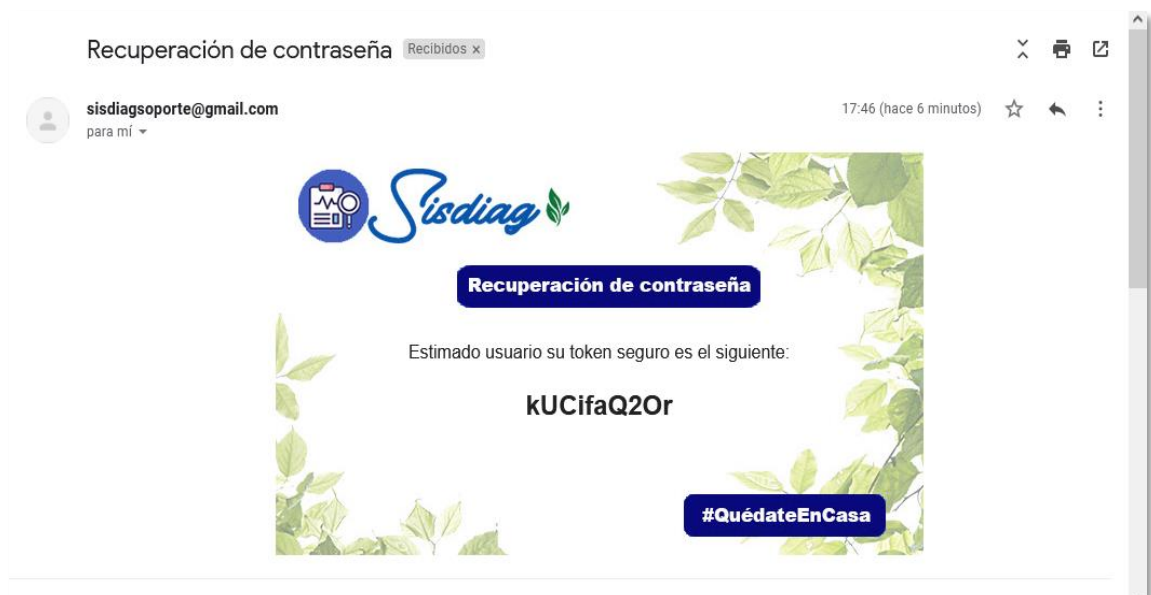 Recuperación de contraseña Recibidos x
sisdiagsoporte@gmail.com 17:46 (hace 6 minutos)
para mí
Sisdiag
Recuperación de contraseña
Estimado usuario su token seguro es el siguiente:
kUCifaQ2Or
#QuédateEnCasa